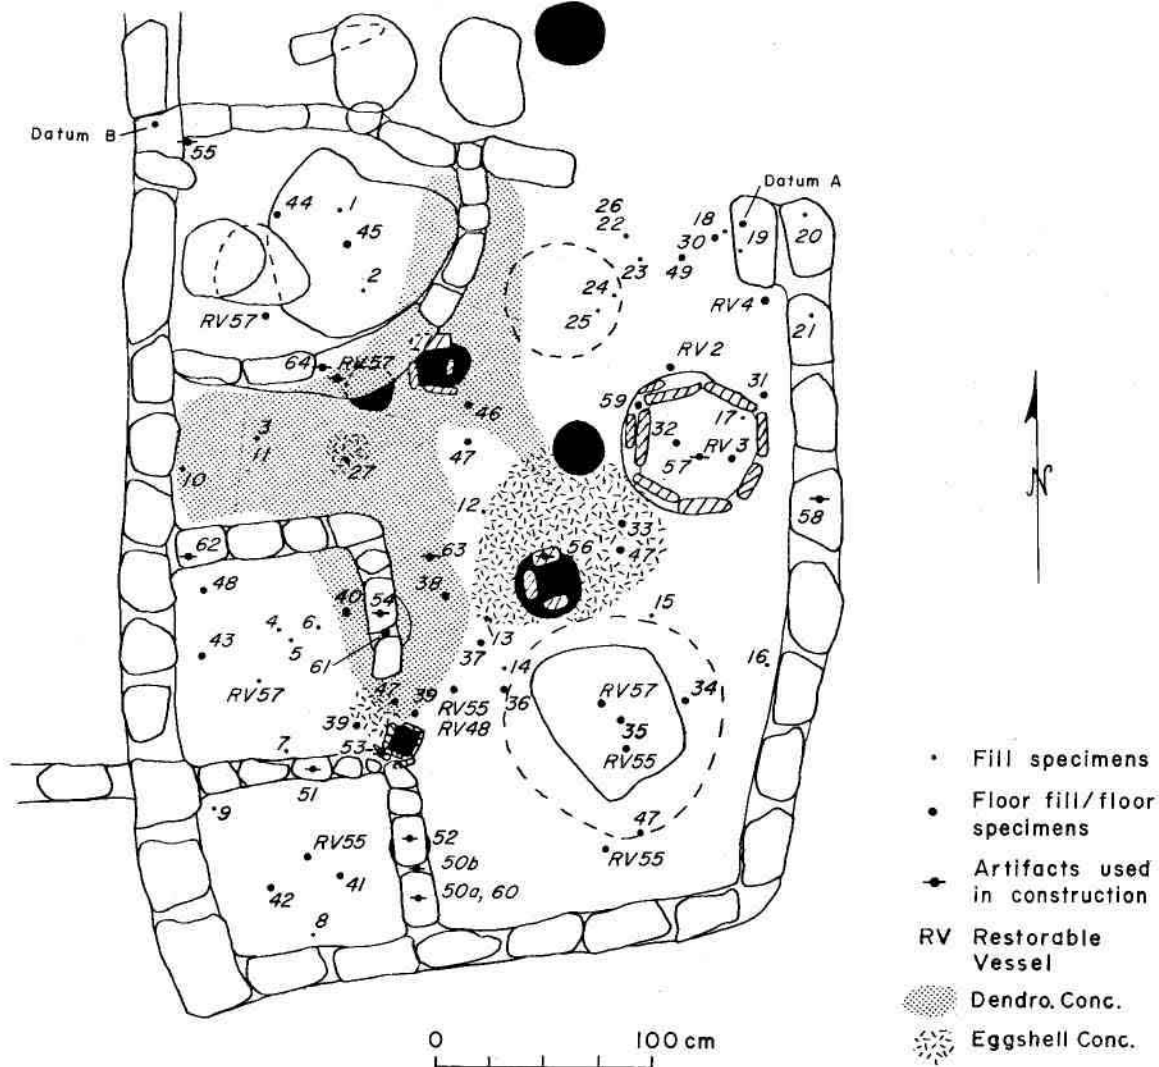 Datum B
55
44
1
45
2
RV57
64
RV57
46
3
11
10
27
47
12
26
22
23
24
25
18
30
49
19
Datum A
20
RV4
21
RV2
59
31
17
32
RV3
57
58
33
47
56
62
63
48
40
54
38
4
6
5
43
61
13
37
15
14
16
RV57
47
39
RV55
RV48
36
39
53
RV57
34
35
RV55
7
51
9
47
RV55
RV55
52
50b
50a, 60
42
41
8
N
Fill specimens
Floor fill/floor
specimens
Artifacts used
in construction
RV Restorable
Vessel
Dendro. Conc.
Eggshell Conc.
0 100 cm